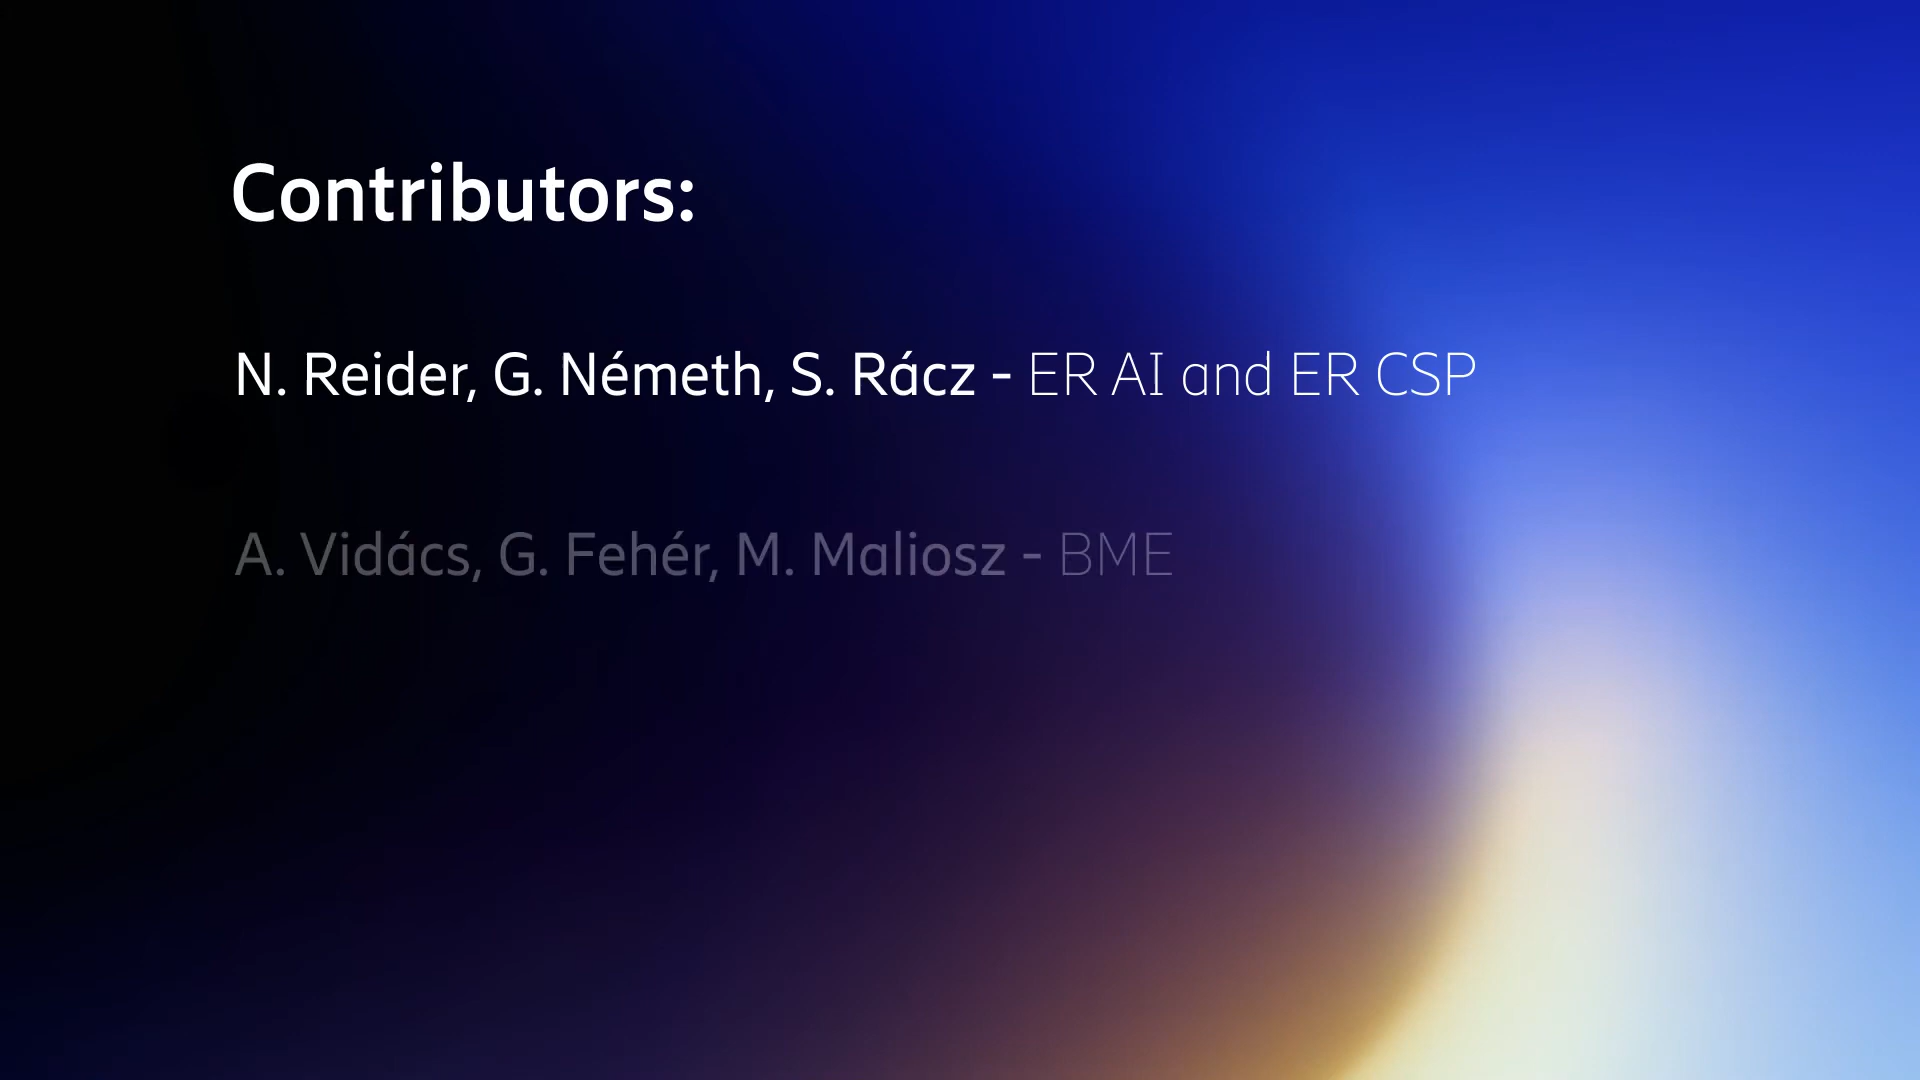 Contributors:
N. Reider, G. Németh, S. Rácz - ER AI and ER CSP
A. Vidács, G. Fehér, M. Maliosz - BME